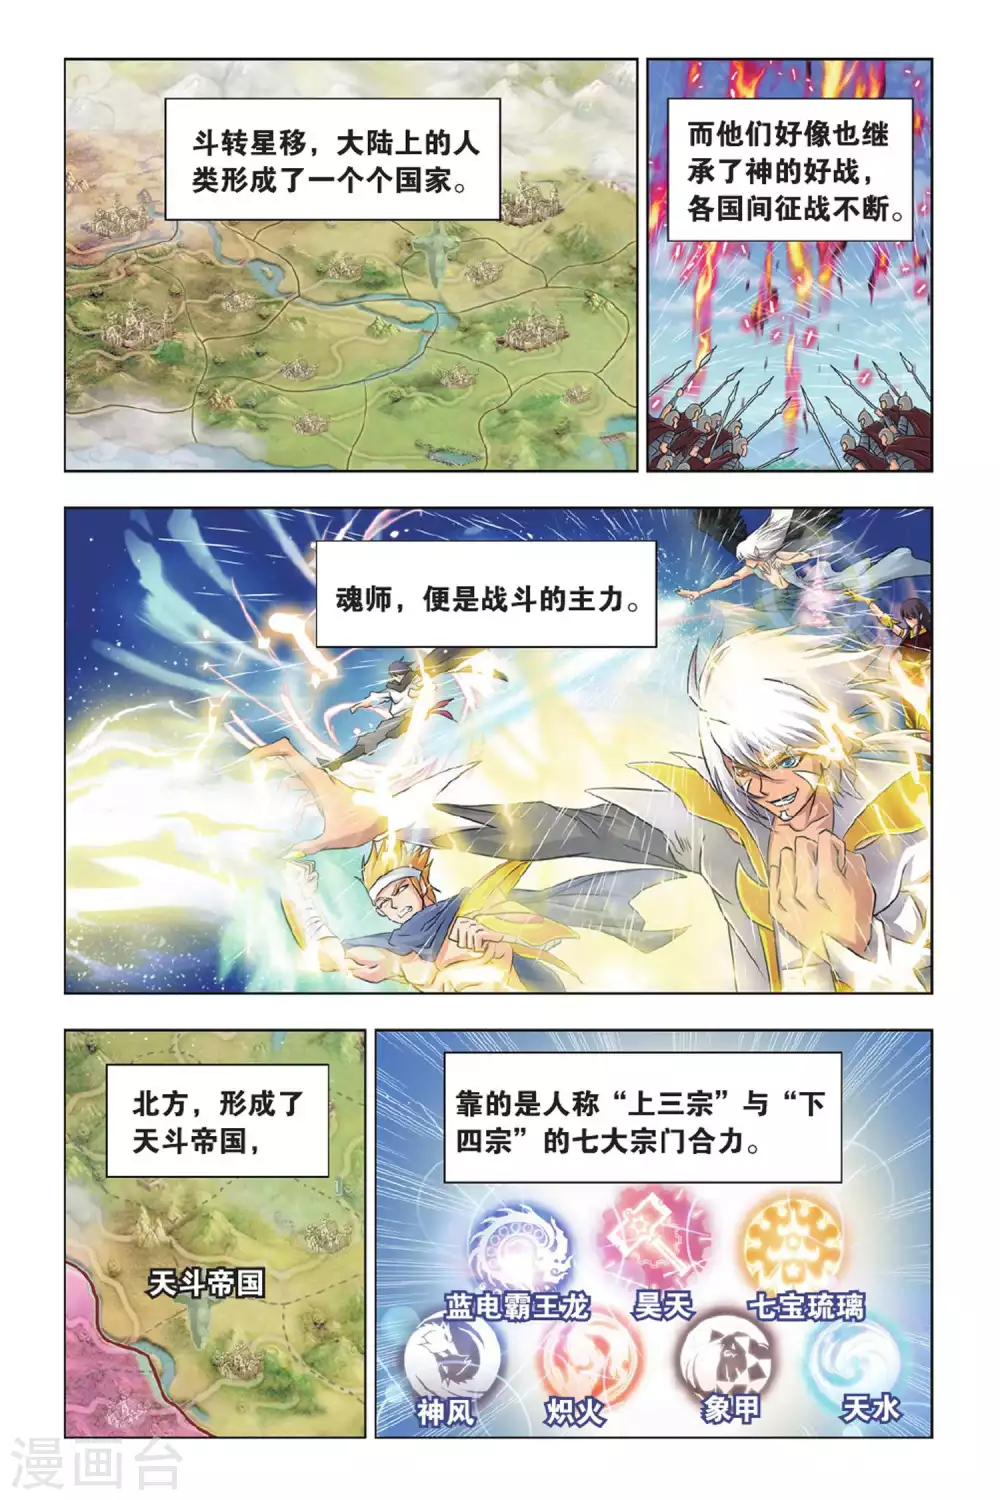 斗转星移，大陆上的人
类形成了一个个国家。
而他们好像也继
承了神的好战，
各国间征战不断。
魂师，便是战斗的主力。
北方，形成了
天斗帝国，
天斗帝国
靠的是人称“上三宗”与“下
四宗”的七大宗门合力。
蓝电霸王龙
昊天
七宝琉璃
神风
炽火
象甲
天水
漫画台